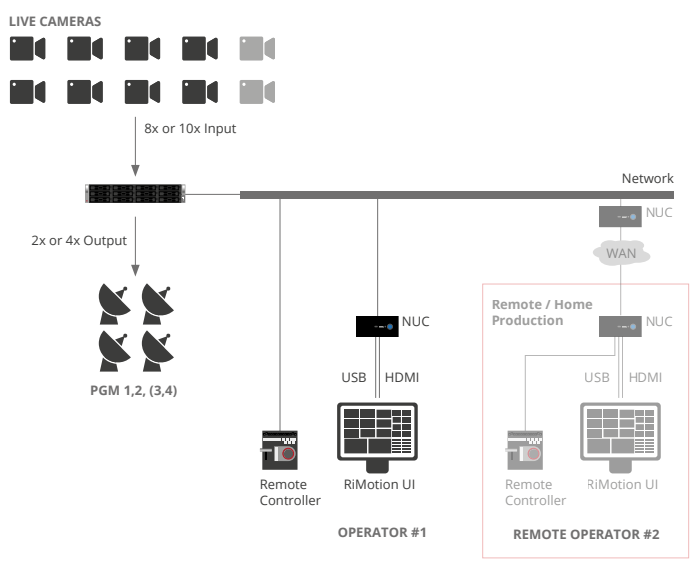 LIVE CAMERAS
8x or 10x Input
Network
NUC
2x or 4x Output
WAN
Remote / Home
Production
NUC
NUC
USB HDMI
USB HDMI
PGM 1,2, (3,4)
Remote
Controller
RiMotion UI
Remote
Controller
RiMotion UI
OPERATOR #1
REMOTE OPERATOR #2